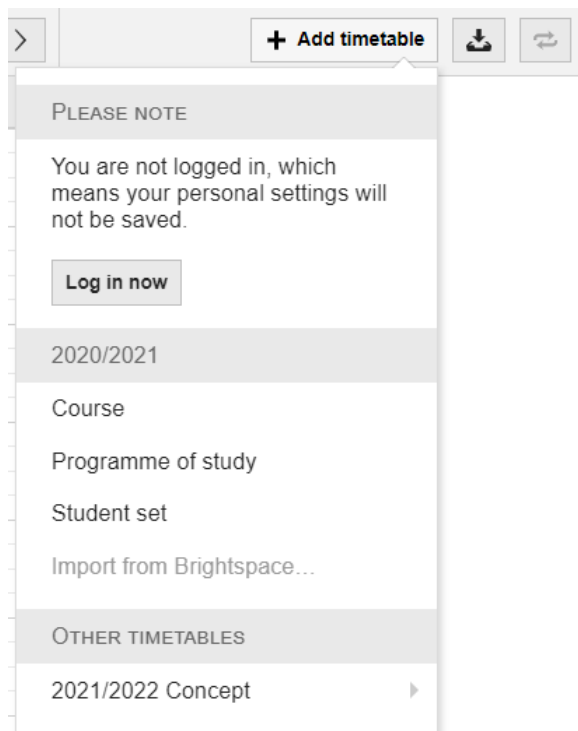 Add timetable
PLEASE NOTE
You are not logged in, which
means your personal settings will
not be saved.
Log in now
2020/2021
Course
Programme of study
Student set
Import from Brightspace...
OTHER TIMETABLES
2021/2022 Concept